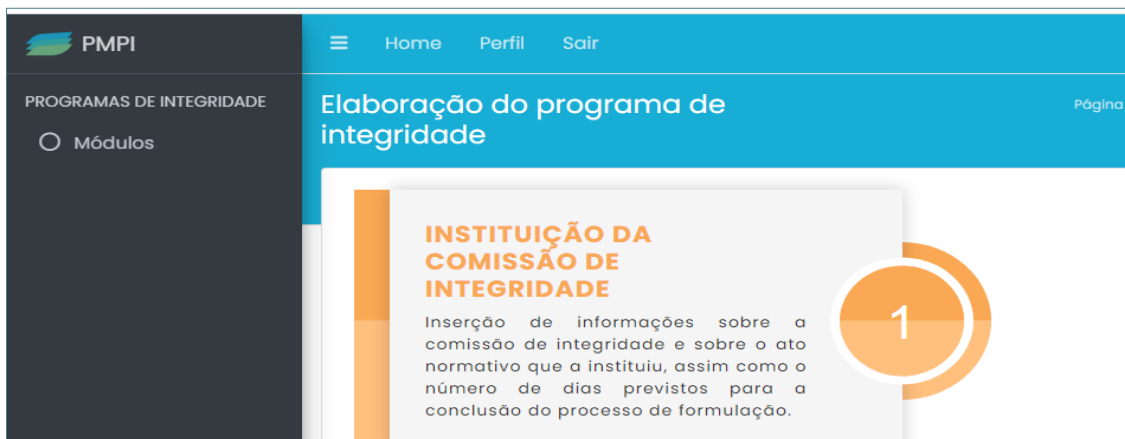 PMPI
Home Perfil Sair
PROGRAMAS DE INTEGRIDADE
Módulos
Elaboração do programa de
integridade
Página
INSTITUIÇÃO DA
COMISSÃO DE
INTEGRIDADE
Inserção de informações sobre a
comissão de integridade e sobre o ato
normativo que a instituiu, assim como o
número de dias previstos para a
conclusão do processo de formulação.
1